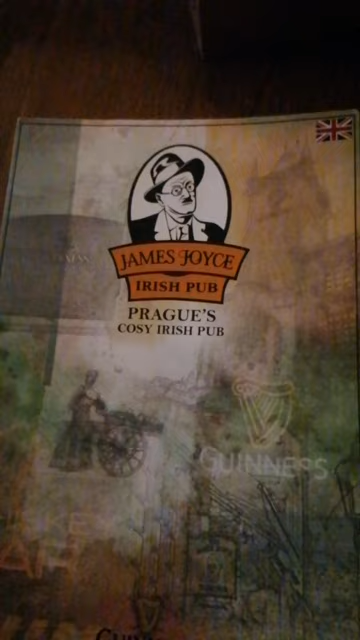 JAMES JOYCE
IRISH PUB
PRAGUE'S
COSY IRISH PUB
GUINNESS